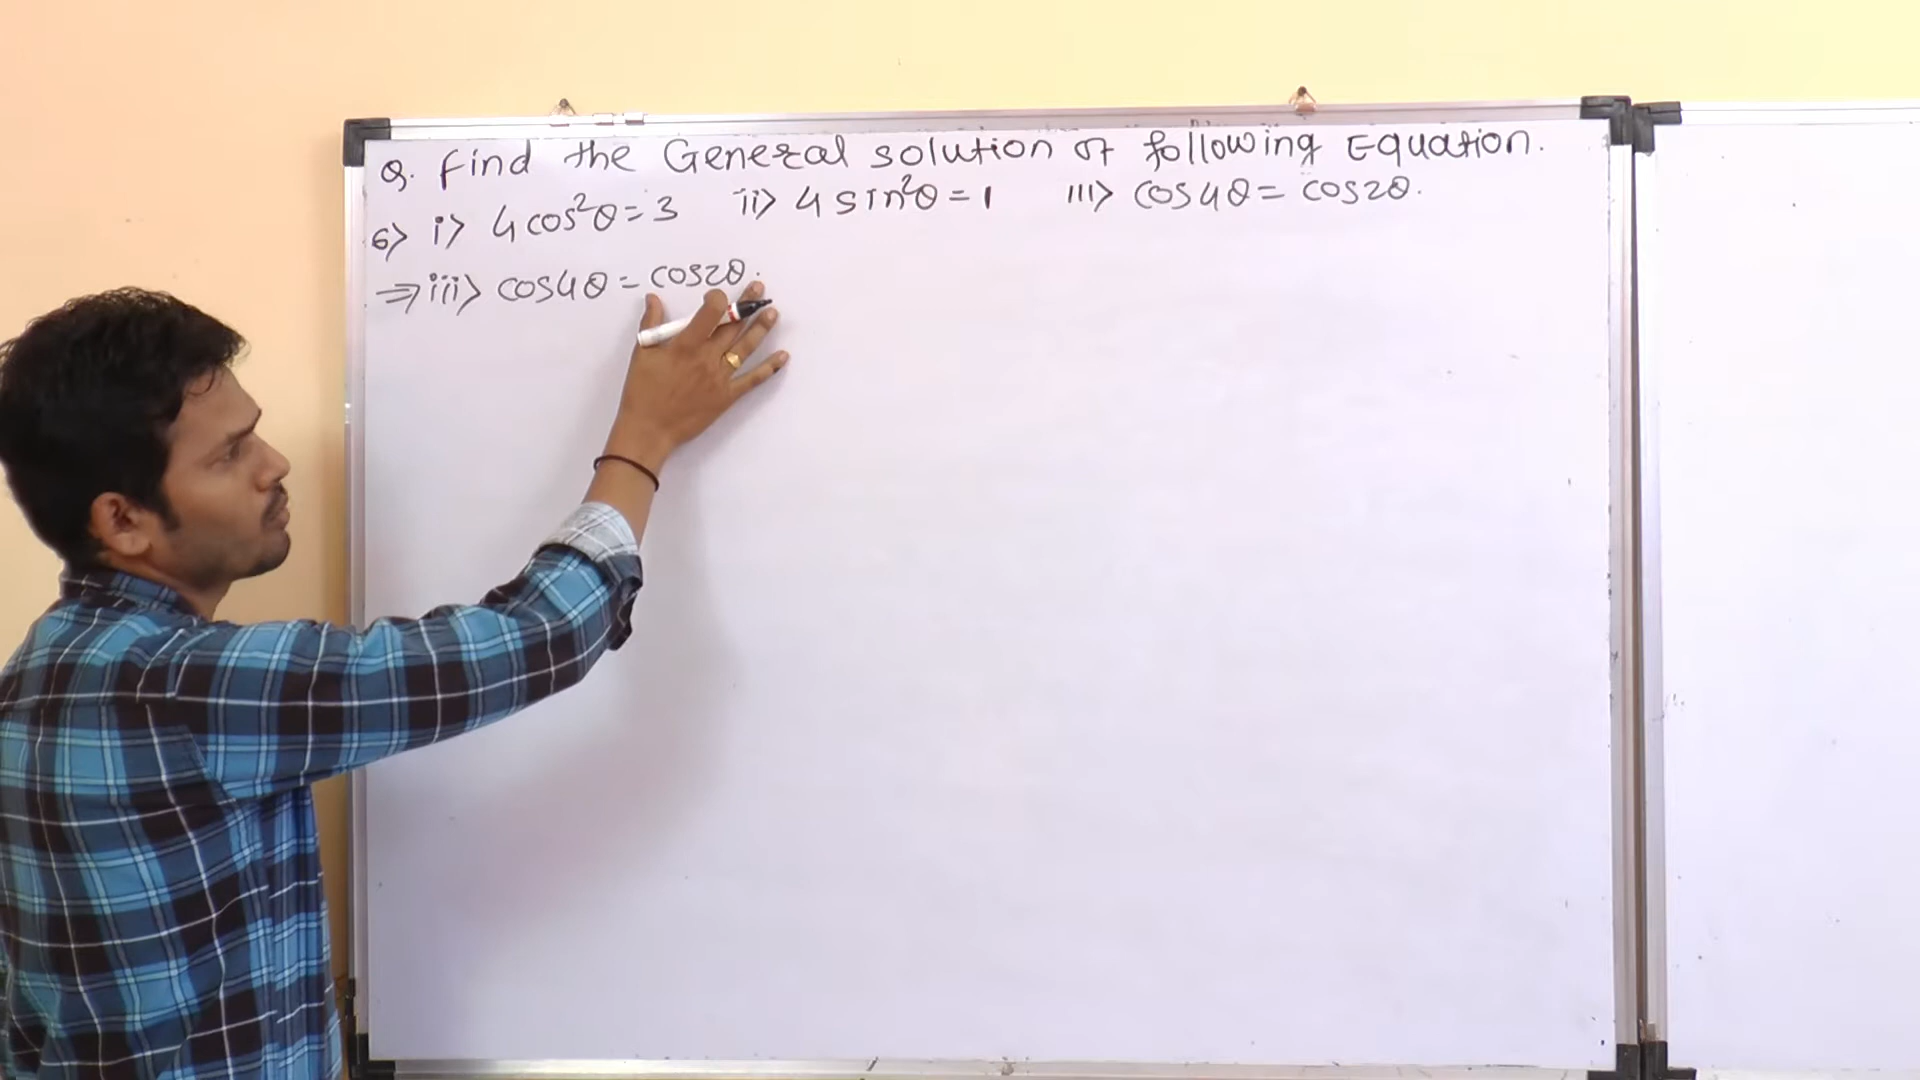 Q. Find the General solution of following Equation.
6> i> 4cos²θ=3 ii> 4sin²θ=1 iii> cos4θ= cos2θ.
⇒iii> cos4θ = cos2θ.